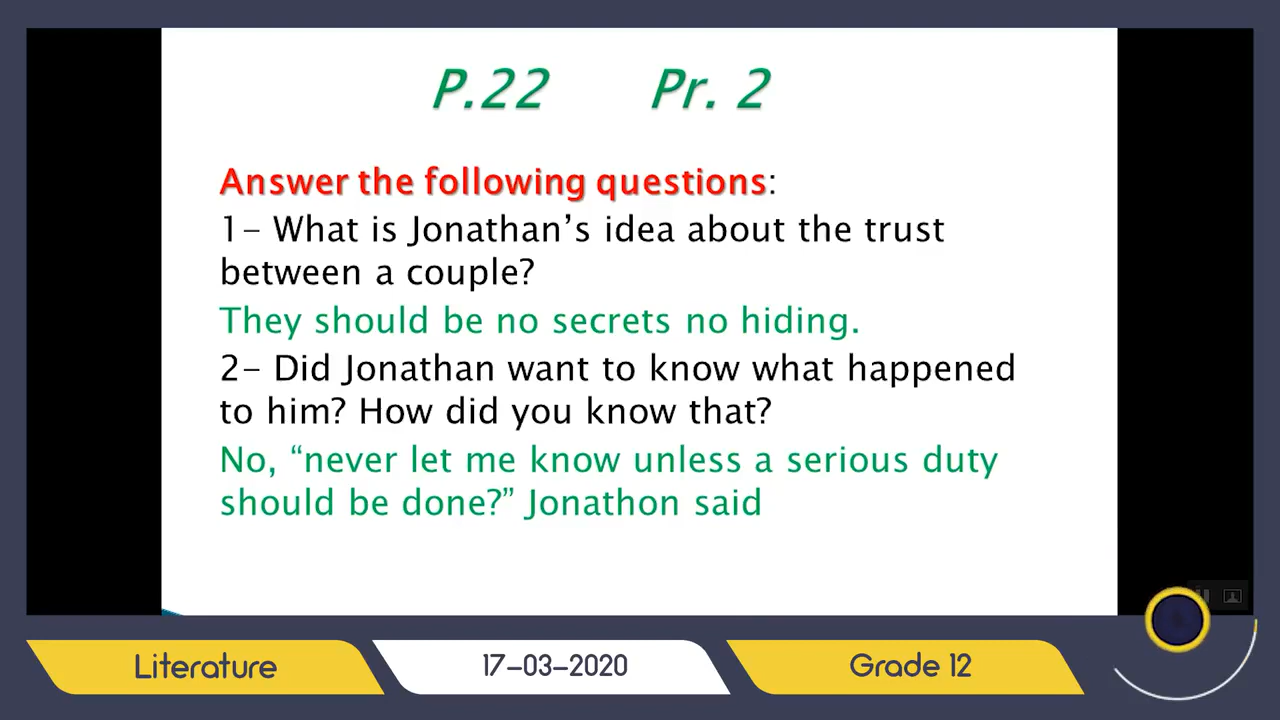 P.22 Pr. 2
Answer the following questions:
1- What is Jonathan's idea about the trust
between a couple?
They should be no secrets no hiding.
2- Did Jonathan want to know what happened
to him? How did you know that?
No, “never let me know unless a serious duty
should be done?” Jonathon said
Literature
17-03-2020
Grade 12